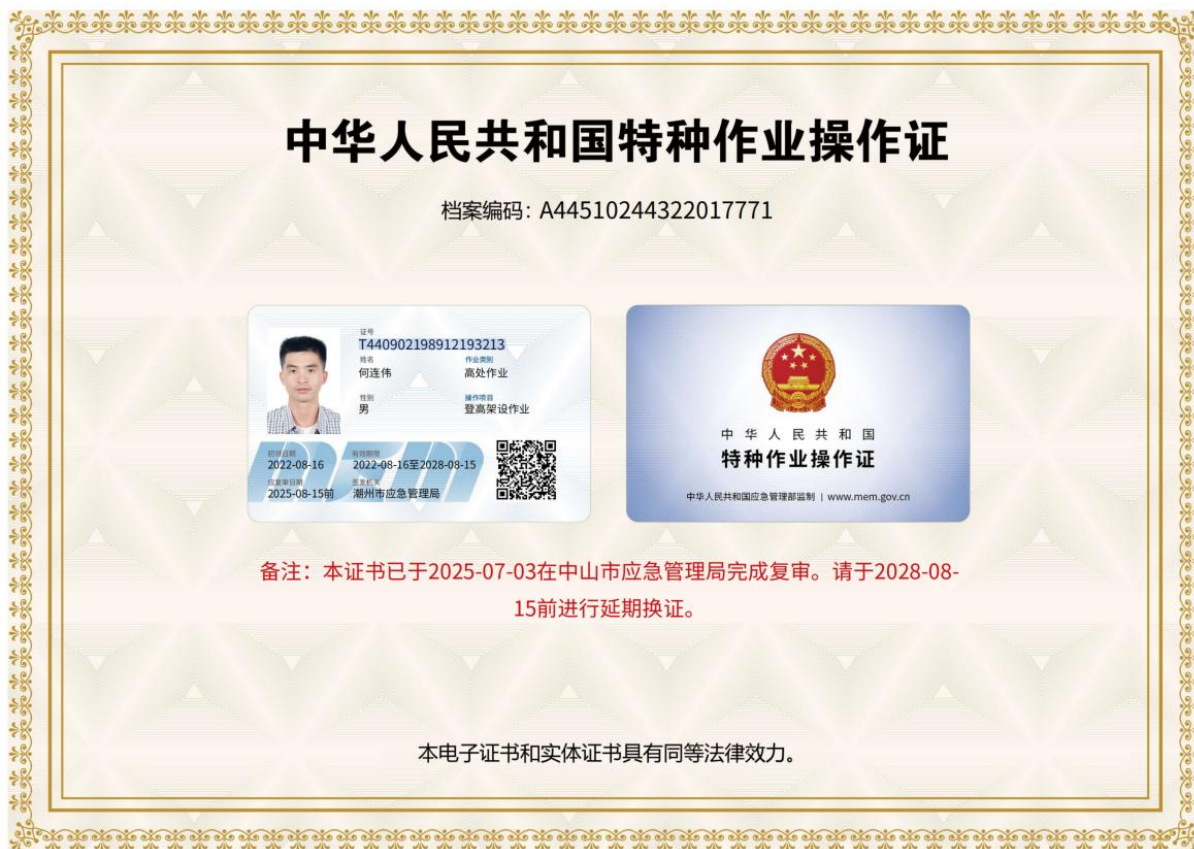 中华人民共和国特种作业操作证
档案编码：A44510244322017771
证号
T440902198912193213
姓名 作业类别
何连伟 高处作业
性别 操作项目
男 登高架设作业
初领日期 有效期限
2022-08-16 2022-08-16至2028-08-15
应复审日期 签发机关
2025-08-15前 潮州市应急管理局
中华人民共和国
特种作业操作证
中华人民共和国应急管理部监制 | www.mem.gov.cn
备注：本证书已于2025-07-03在中山市应急管理局完成复审。请于2028-08-
15前进行延期换证。
本电子证书和实体证书具有同等法律效力。